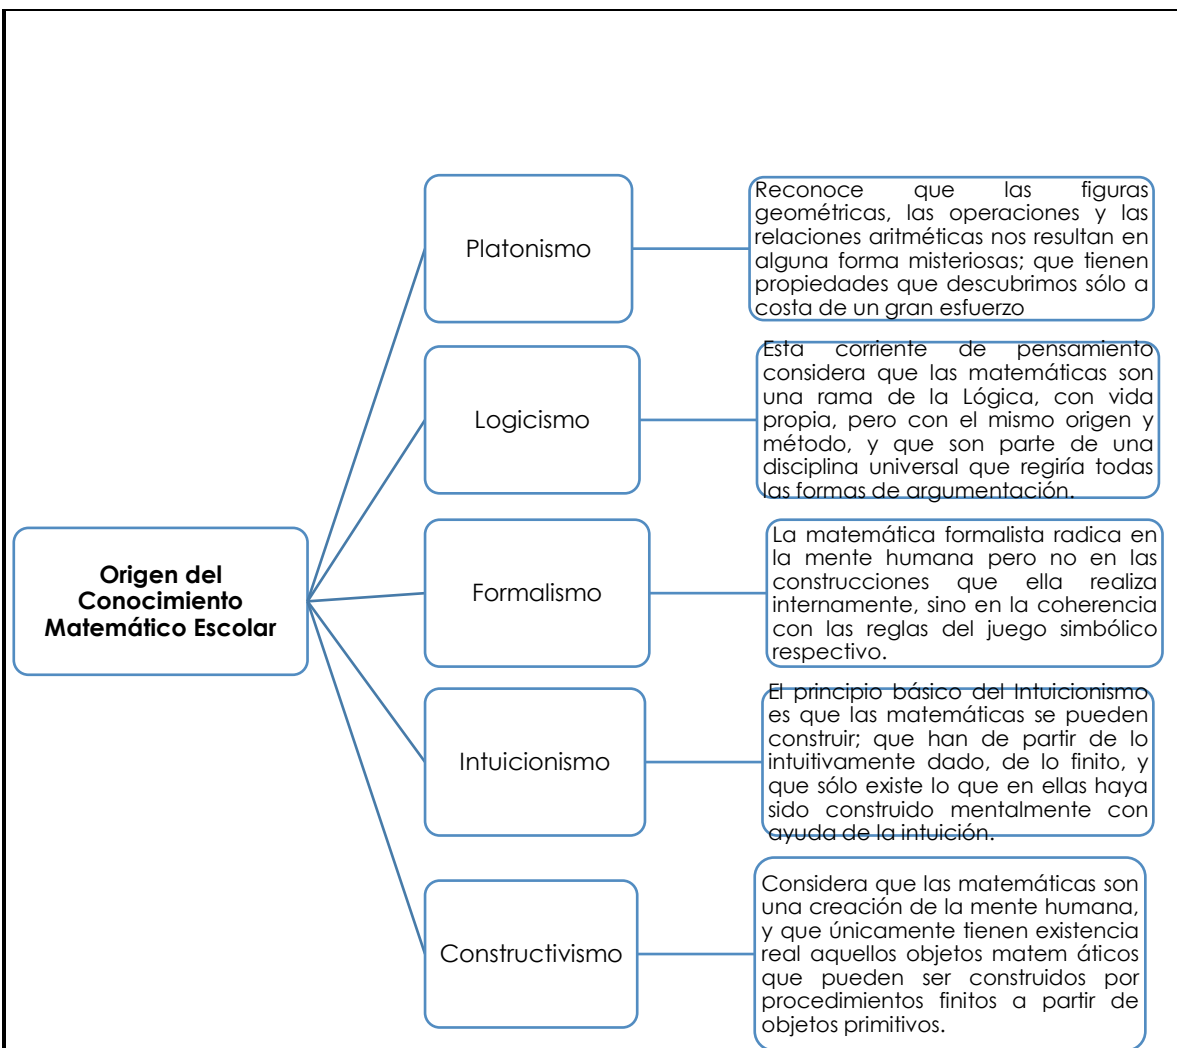 Origen del
Conocimiento
Matemático Escolar
Platonismo
Reconoce que las figuras
geométricas, las operaciones y las
relaciones aritméticas nos resultan en
alguna forma misteriosas; que tienen
propiedades que descubrimos sólo a
costa de un gran esfuerzo
Logicismo
Esta corriente de pensamiento
considera que las matemáticas son
una rama de la Lógica, con vida
propia, pero con el mismo origen y
método, y que son parte de una
disciplina universal que regiría todas
las formas de argumentación.
Formalismo
La matemática formalista radica en
la mente humana pero no en las
construcciones que ella realiza
internamente, sino en la coherencia
con las reglas del juego simbólico
respectivo.
Intuicionismo
El principio básico del Intuicionismo
es que las matemáticas se pueden
construir; que han de partir de lo
intuitivamente dado, de lo finito, y
que sólo existe lo que en ellas haya
sido construido mentalmente con
ayuda de la intuición.
Constructivismo
Considera que las matemáticas son
una creación de la mente humana,
y que únicamente tienen existencia
real aquellos objetos matem áticos
que pueden ser construidos por
procedimientos finitos a partir de
objetos primitivos.